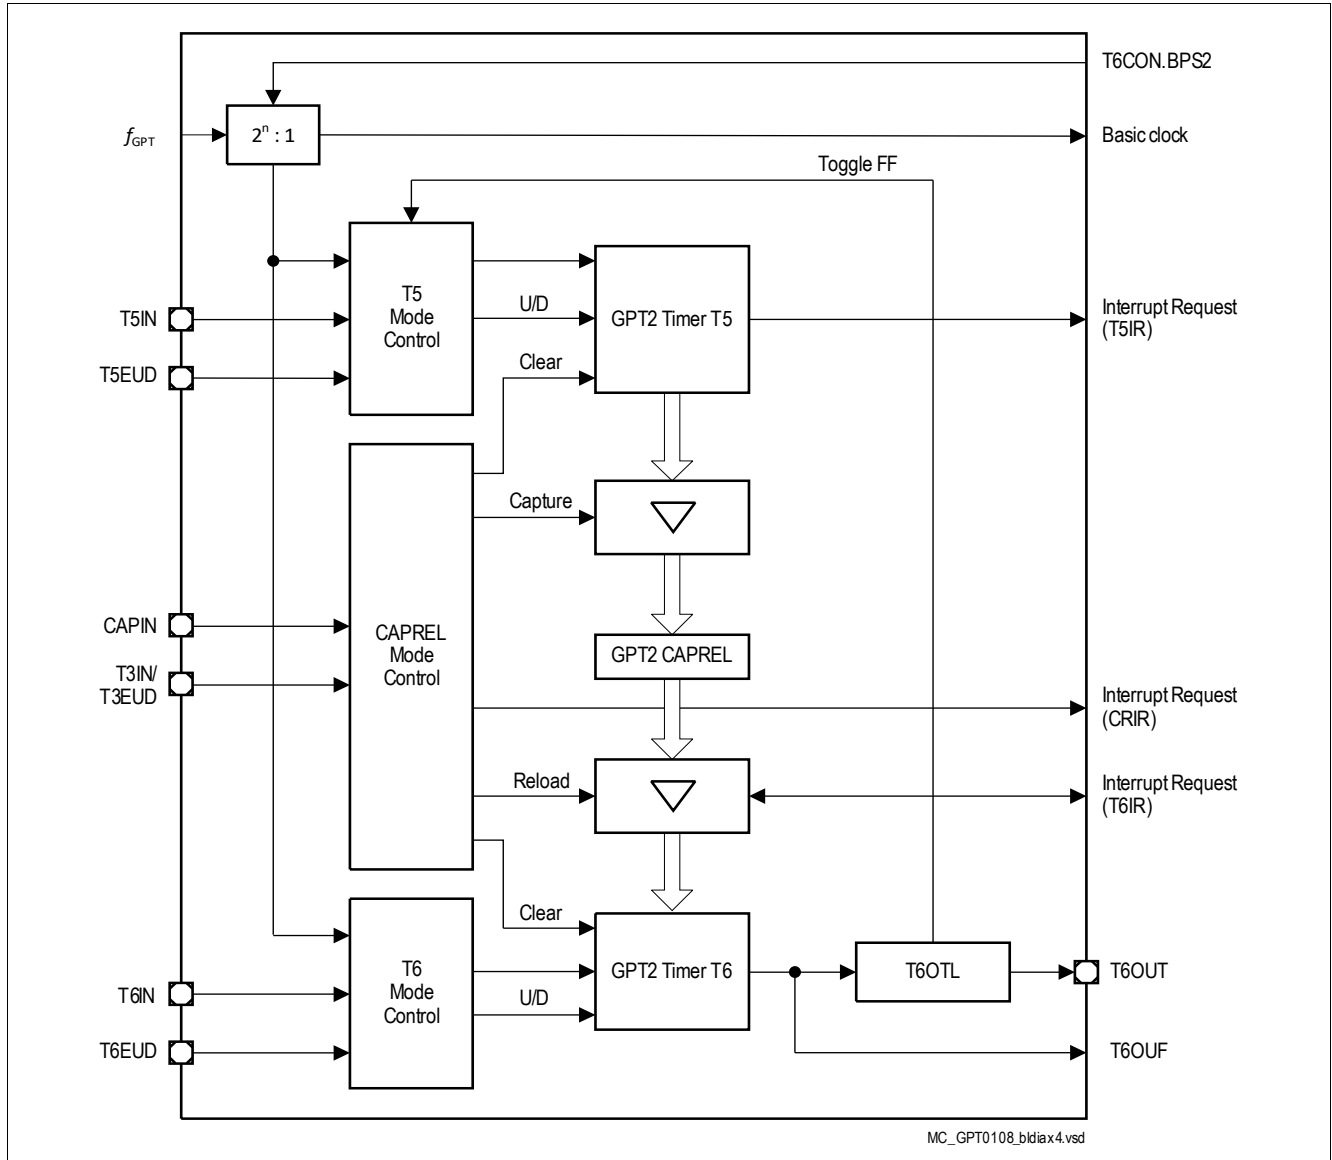 T6CON.BPS2
fGPT
2ⁿ : 1
Basic clock
Toggle FF
T5
Mode
Control
U/D
GPT2 Timer T5
T5IN
Interrupt Request
(T5IR)
T5EUD
Clear
Capture
CAPIN
CAPREL
Mode
Control
GPT2 CAPREL
T3IN/
T3EUD
Interrupt Request
(CRIR)
Reload
Interrupt Request
(T6IR)
Clear
T6
Mode
Control
GPT2 Timer T6
T6OTL
T6OUT
T6IN
U/D
T6EUD
T6OUF
MC_GPT0108_bldiax4.vsd